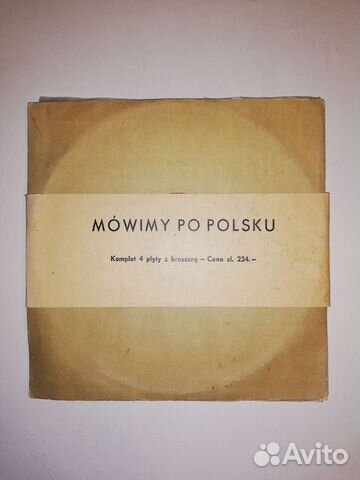 MÓWIMY PO POLSKU
Komplet 4 płyty z broszurą – Cena zł. 234.–
Avito